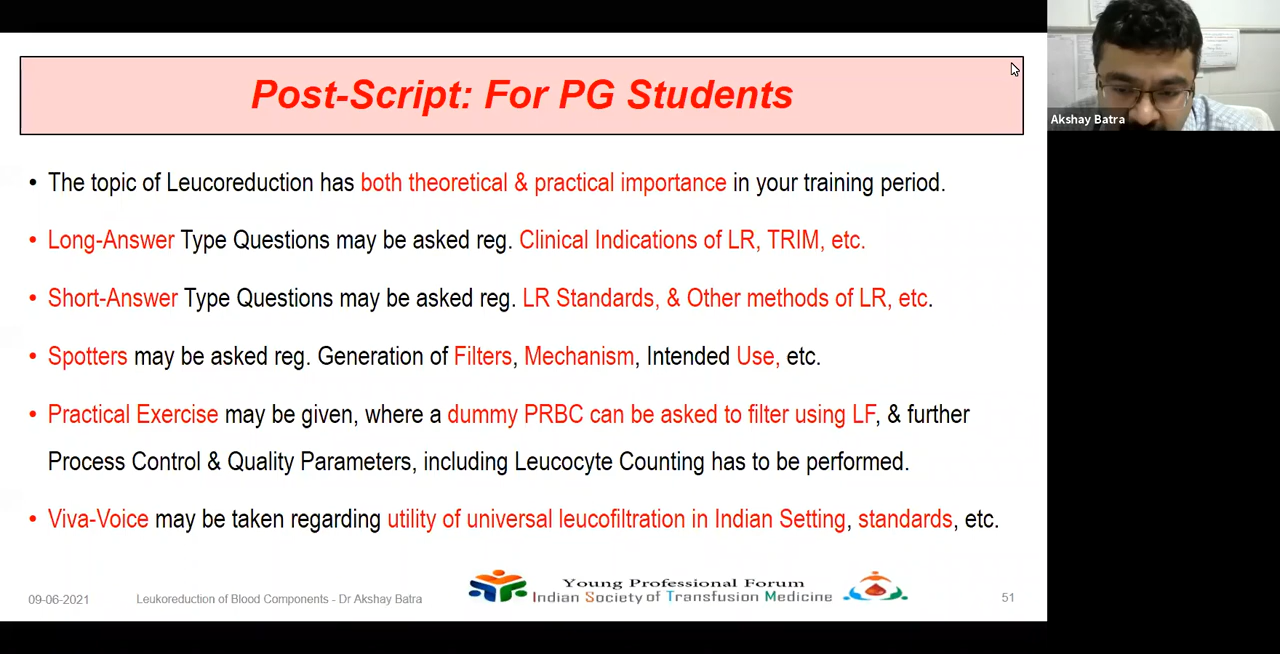 Post-Script: For PG Students
Akshay Batra
• The topic of Leucoreduction has both theoretical & practical importance in your training period.
• Long-Answer Type Questions may be asked reg. Clinical Indications of LR, TRIM, etc.
• Short-Answer Type Questions may be asked reg. LR Standards, & Other methods of LR, etc.
• Spotters may be asked reg. Generation of Filters, Mechanism, Intended Use, etc.
• Practical Exercise may be given, where a dummy PRBC can be asked to filter using LF, & further
Process Control & Quality Parameters, including Leucocyte Counting has to be performed.
• Viva-Voice may be taken regarding utility of universal leucofiltration in Indian Setting, standards, etc.
Young Professional Forum
Indian Society of Transfusion Medicine
09-06-2021
Leukoreduction of Blood Components - Dr Akshay Batra
51